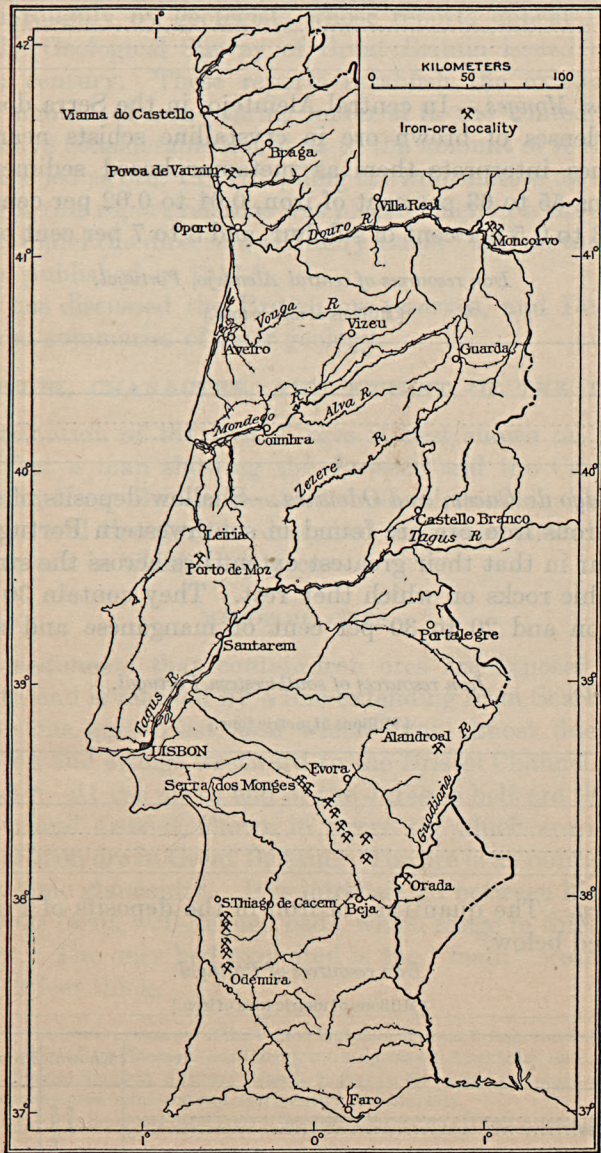 1°
42°
KILOMETERS
0 50 100
Iron-ore locality
Vianna do Castello
Braga
Povoa de Varzim
Villa Real
Oporto
Douro R
Moncorvo
41°
41°
Vouga R
Vizeu
Aveiro
Guarda
Mondego R
Alva R
Coimbra
40°
40°
Zezere R
Castello Branco
Leiria
Tagus
Porto de Moz
Portalegre
Santarem
39°
39°
Tagus R
Alandroal
LISBON
Evora
Serra dos Monges
Guadiana R
Orada
38°
38°
S.Thiago de Cacem
Beja
Odemira
Faro
37°
37°
1°
0°
1°